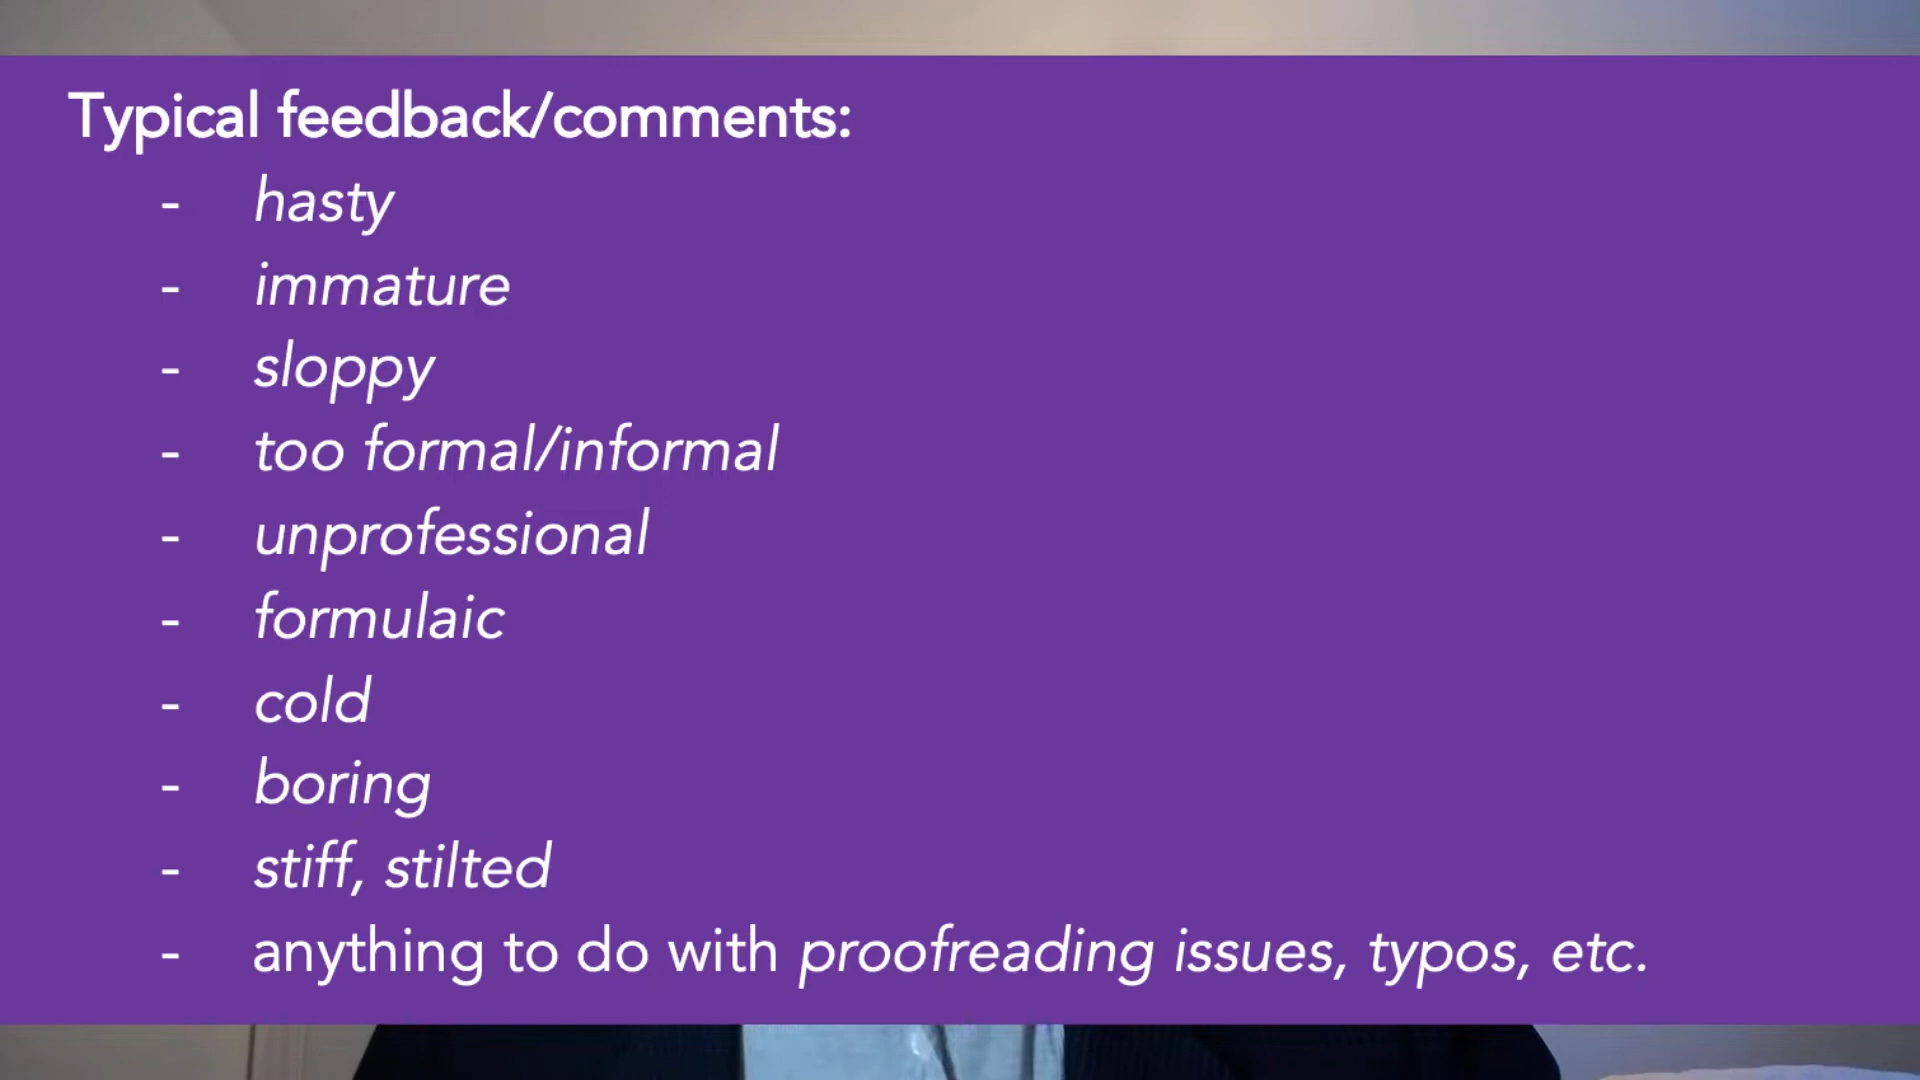 Typical feedback/comments:
- hasty
- immature
- sloppy
- too formal/informal
- unprofessional
- formulaic
- cold
- boring
- stiff, stilted
- anything to do with proofreading issues, typos, etc.